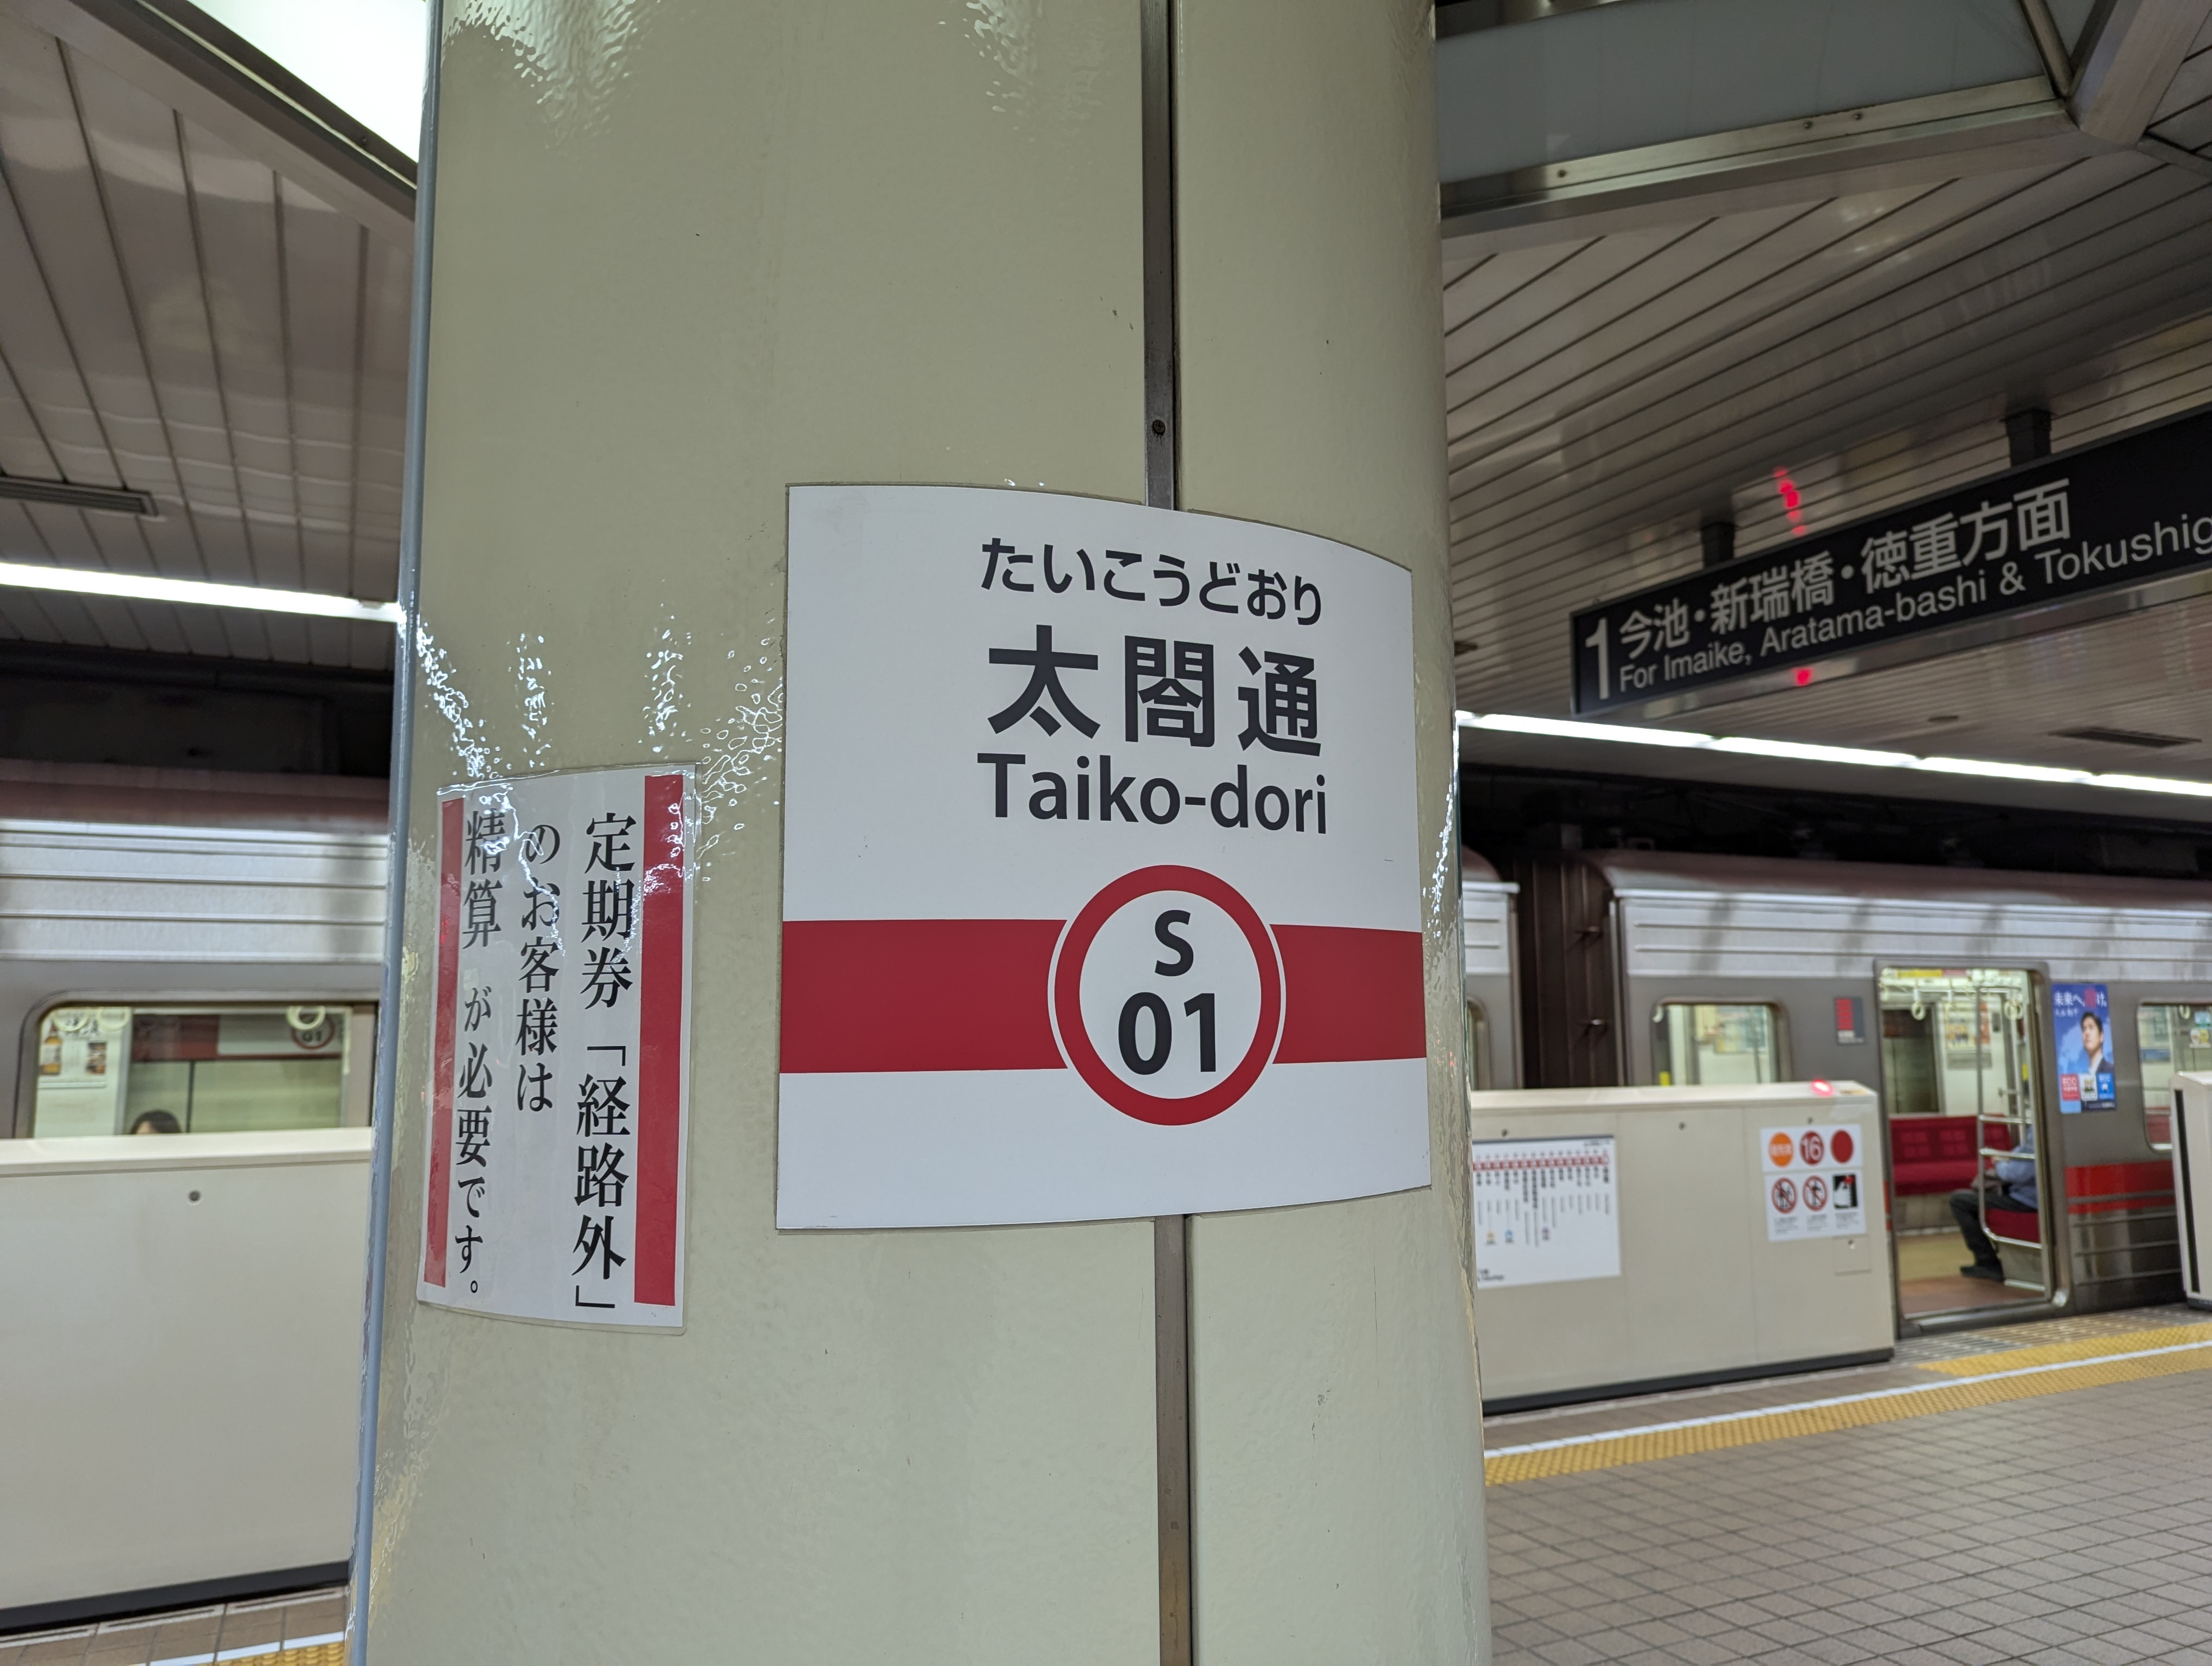 たいこうどおり
太閤通
Taiko-dori
S
01
定期券「経路外」
のお客様は
精算 が必要です。
1 今池・新瑞橋・徳重方面
For Imaike, Aratama-bashi & Tokushig
16